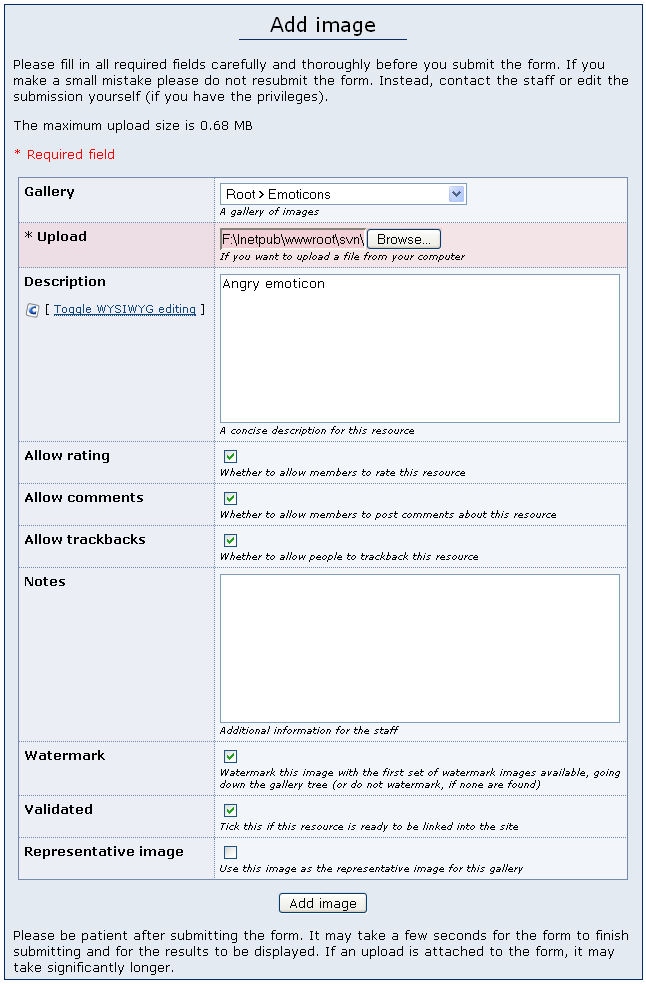 Add image
Please fill in all required fields carefully and thoroughly before you submit the form. If you
make a small mistake please do not resubmit the form. Instead, contact the staff or edit the
submission yourself (if you have the privileges).
The maximum upload size is 0.68 MB
* Required field
Gallery
Root > Emoticons
A gallery of images
* Upload
F:\Inetpub\wwwroot\svn\ Browse...
If you want to upload a file from your computer
Description
[ Toggle WYSIWYG editing ]
Angry emoticon
A concise description for this resource
Allow rating
Whether to allow members to rate this resource
Allow comments
Whether to allow members to post comments about this resource
Allow trackbacks
Whether to allow people to trackback this resource
Notes
Additional information for the staff
Watermark
Watermark this image with the first set of watermark images available, going
down the gallery tree (or do not watermark, if none are found)
Validated
Tick this if this resource is ready to be linked into the site
Representative image
Use this image as the representative image for this gallery
Add image
Please be patient after submitting the form. It may take a few seconds for the form to finish
submitting and for the results to be displayed. If an upload is attached to the form, it may
take significantly longer.